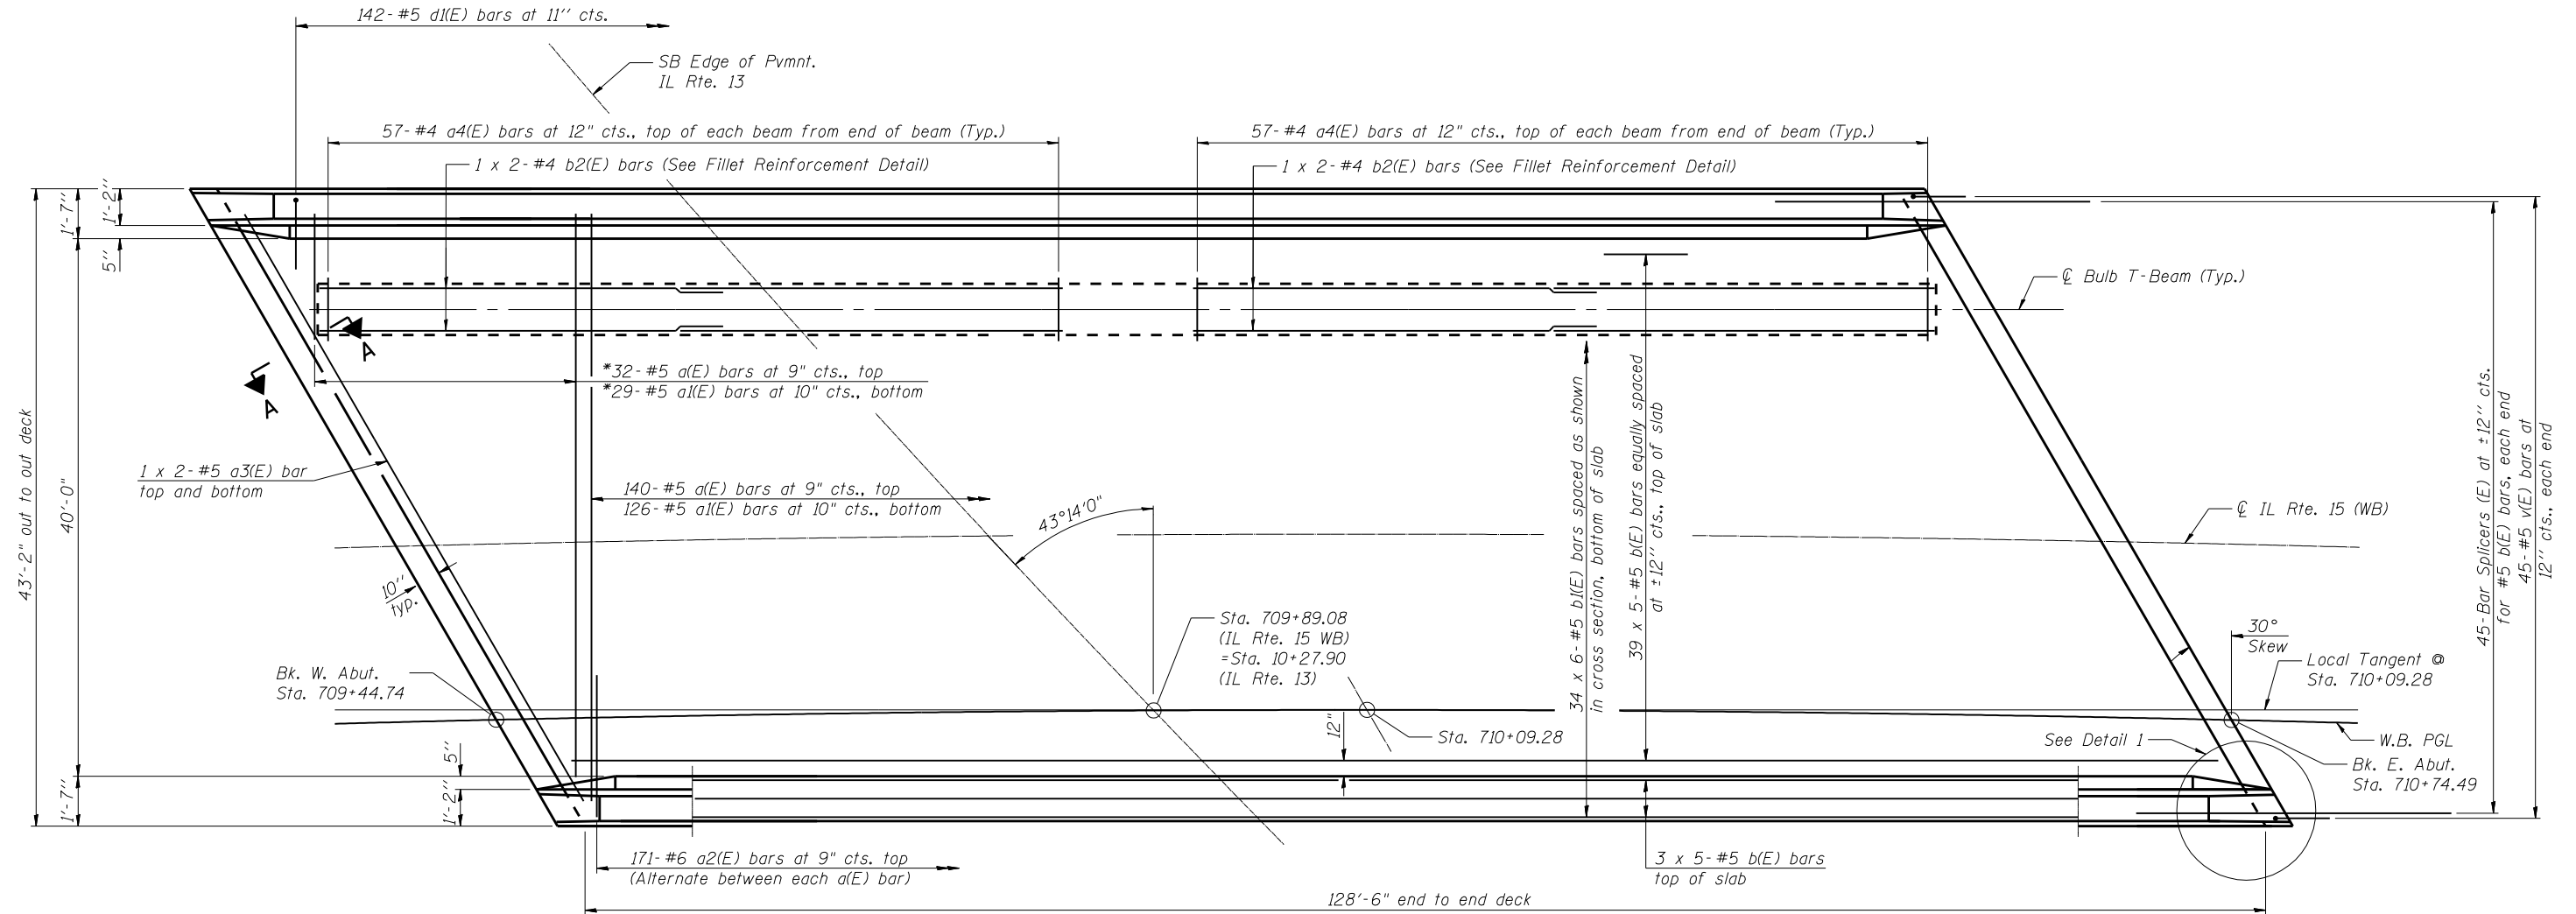 142-#5 d1(E) bars at 11'' cts.
SB Edge of Pvmnt.
IL Rte. 13
57-#4 a4(E) bars at 12" cts., top of each beam from end of beam (Typ.)
57-#4 a4(E) bars at 12" cts., top of each beam from end of beam (Typ.)
1 x 2-#4 b2(E) bars (See Fillet Reinforcement Detail)
1 x 2-#4 b2(E) bars (See Fillet Reinforcement Detail)
1'-7''
1'-2''
5''
℄ Bulb T-Beam (Typ.)
A
A
*32-#5 a(E) bars at 9" cts., top
*29-#5 a1(E) bars at 10" cts., bottom
43'-2" out to out deck
40'-0"
1 x 2-#5 a3(E) bar
top and bottom
140-#5 a(E) bars at 9" cts., top
126-#5 a1(E) bars at 10" cts., bottom
43°14'0"
34 x 6-#5 b1(E) bars spaced as shown
in cross section, bottom of slab
39 x 5-#5 b(E) bars equally spaced
at ±12" cts., top of slab
℄ IL Rte. 15 (WB)
45-Bar Splicers (E) at ±12'' cts.
for #5 b(E) bars, each end
45-#5 v(E) bars at
12'' cts., each end
10''
typ.
Sta. 709+89.08
(IL Rte. 15 WB)
=Sta. 10+27.90
(IL Rte. 13)
30°
Skew
Local Tangent @
Sta. 710+09.28
Bk. W. Abut.
Sta. 709+44.74
12"
Sta. 710+09.28
See Detail 1
W.B. PGL
Bk. E. Abut.
Sta. 710+74.49
5''
1'-7''
1'-2''
171-#6 a2(E) bars at 9" cts. top
(Alternate between each a(E) bar)
3 x 5-#5 b(E) bars
top of slab
128'-6" end to end deck